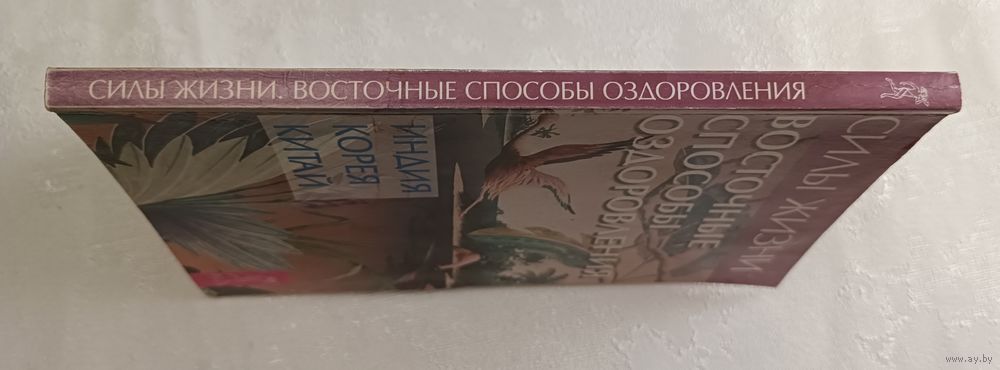 СИЛЫ ЖИЗНИ. ВОСТОЧНЫЕ СПОСОБЫ ОЗДОРОВЛЕНИЯ
СИЛЫ ЖИЗНИ
ВОСТОЧНЫЕ
СПОСОБЫ
ОЗДОРОВЛЕНИЯ
ИНДИЯ
КОРЕЯ
КИТАЙ
www.ay.by